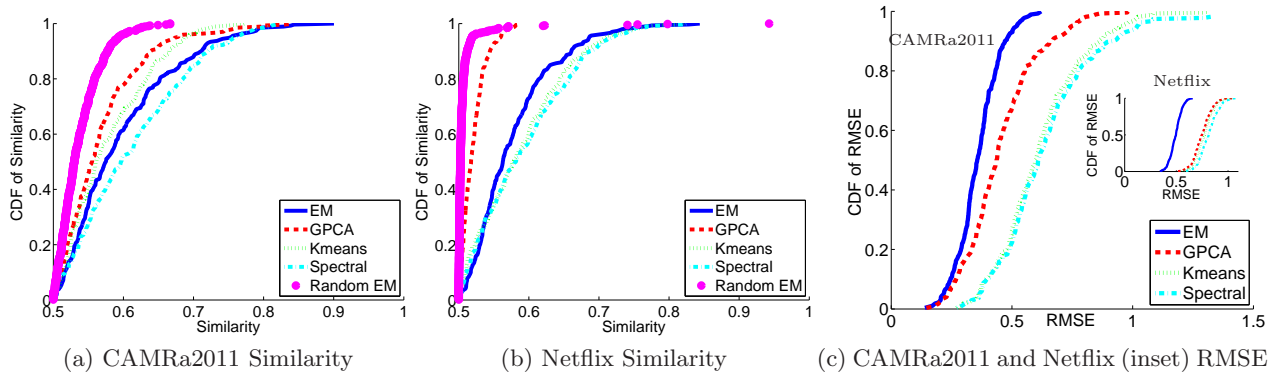 CDF of Similarity
1
0.8
0.6
0.4
0.2
0
0.5
0.6
0.7
0.8
0.9
1
Similarity
EM
GPCA
Kmeans
Spectral
Random EM
(a) CAMRa2011 Similarity
CDF of Similarity
1
0.8
0.6
0.4
0.2
0
0.5
0.6
0.7
0.8
0.9
1
Similarity
EM
GPCA
Kmeans
Spectral
Random EM
(b) Netflix Similarity
CDF of RMSE
1
0.8
0.6
0.4
0.2
0
0
0.5
1
1.5
RMSE
CAMRa2011
Netflix
CDF of RMSE
1
0.5
0
0
0.5
1
RMSE
EM
GPCA
Kmeans
Spectral
(c) CAMRa2011 and Netflix (inset) RMSE